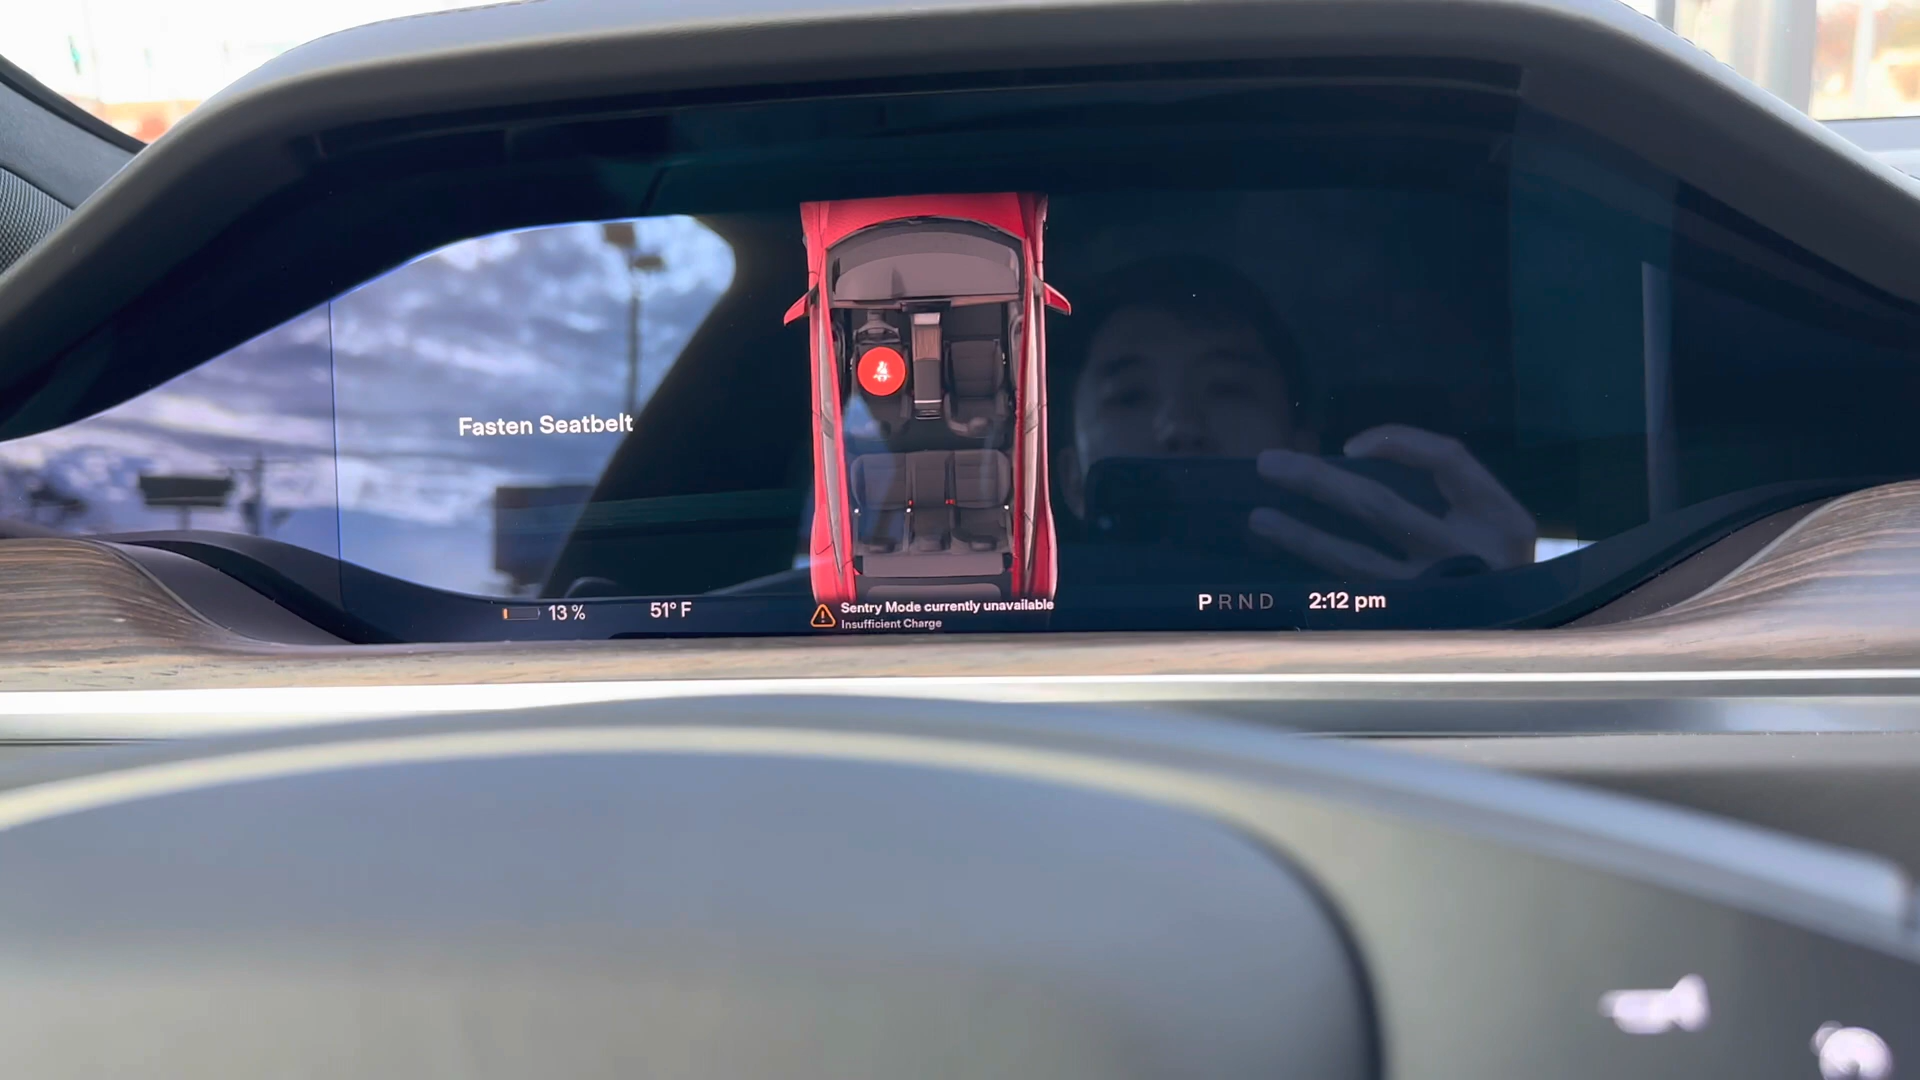 Fasten Seatbelt
13 %
51° F
Sentry Mode currently unavailable
Insufficient Charge
P R N D
2:12 pm